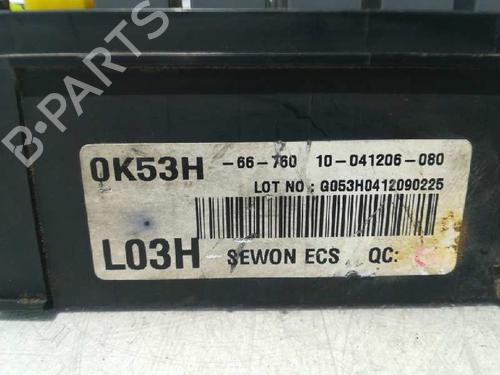 B-PARTS
0K53H -66-760 10-041206-080
LOT NO : G053H0412090225
L03H SEWON ECS QC: